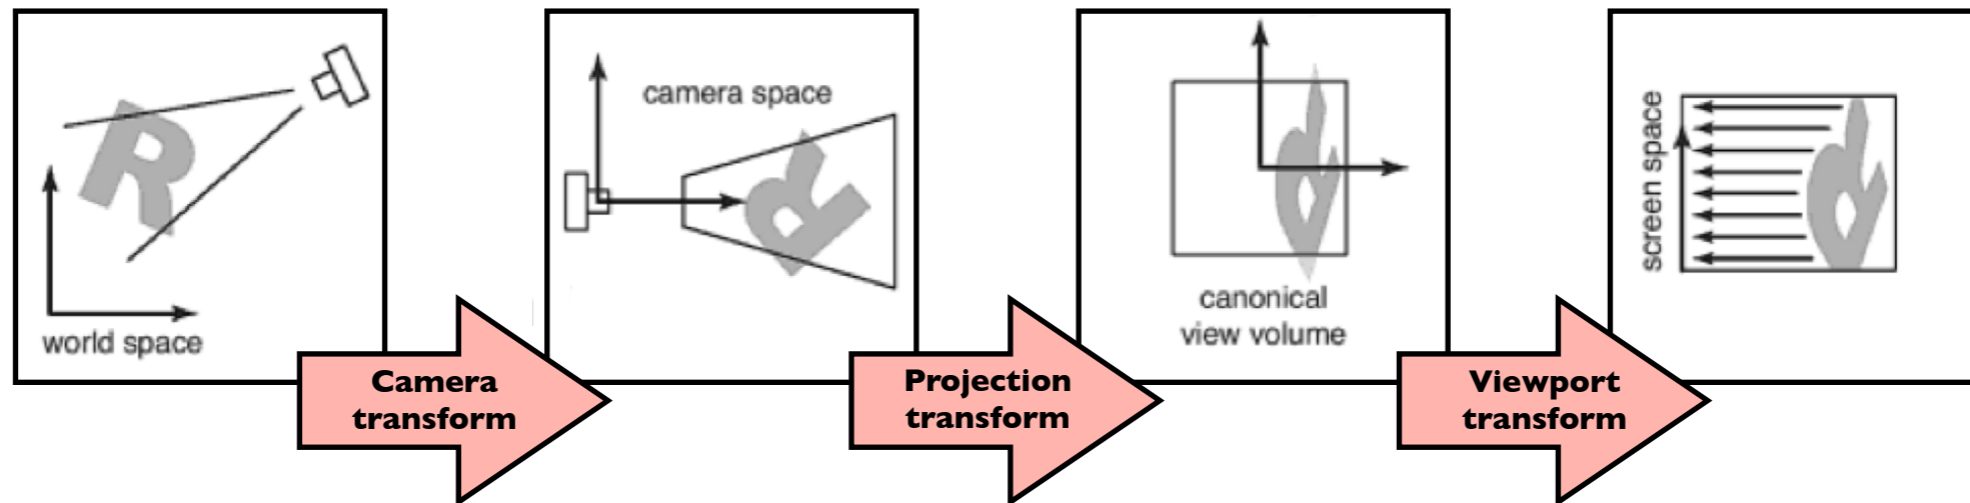 world space
camera space
canonical
view volume
screen space
Camera
transform
Projection
transform
Viewport
transform